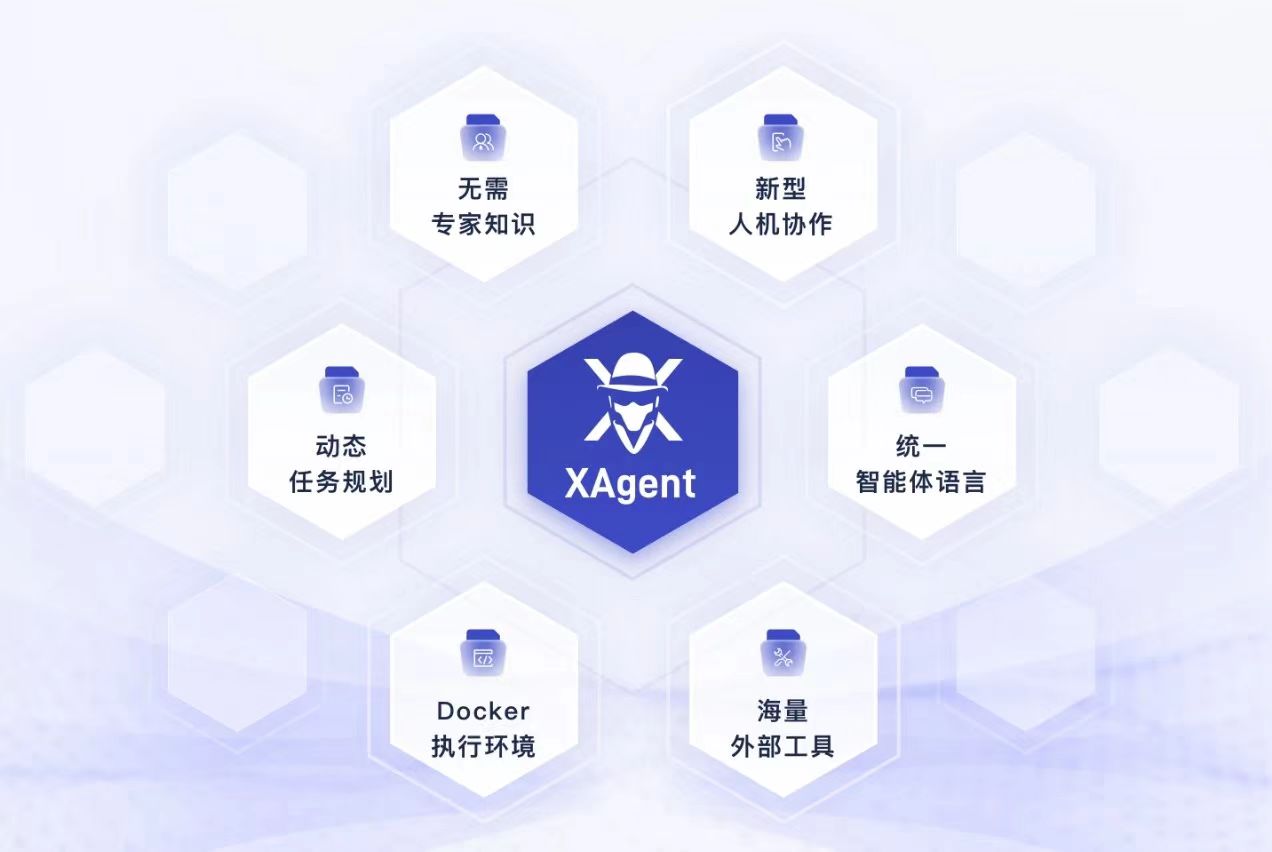 无需
专家知识
新型
人机协作
动态
任务规划
XAgent
统一
智能体语言
Docker
执行环境
海量
外部工具